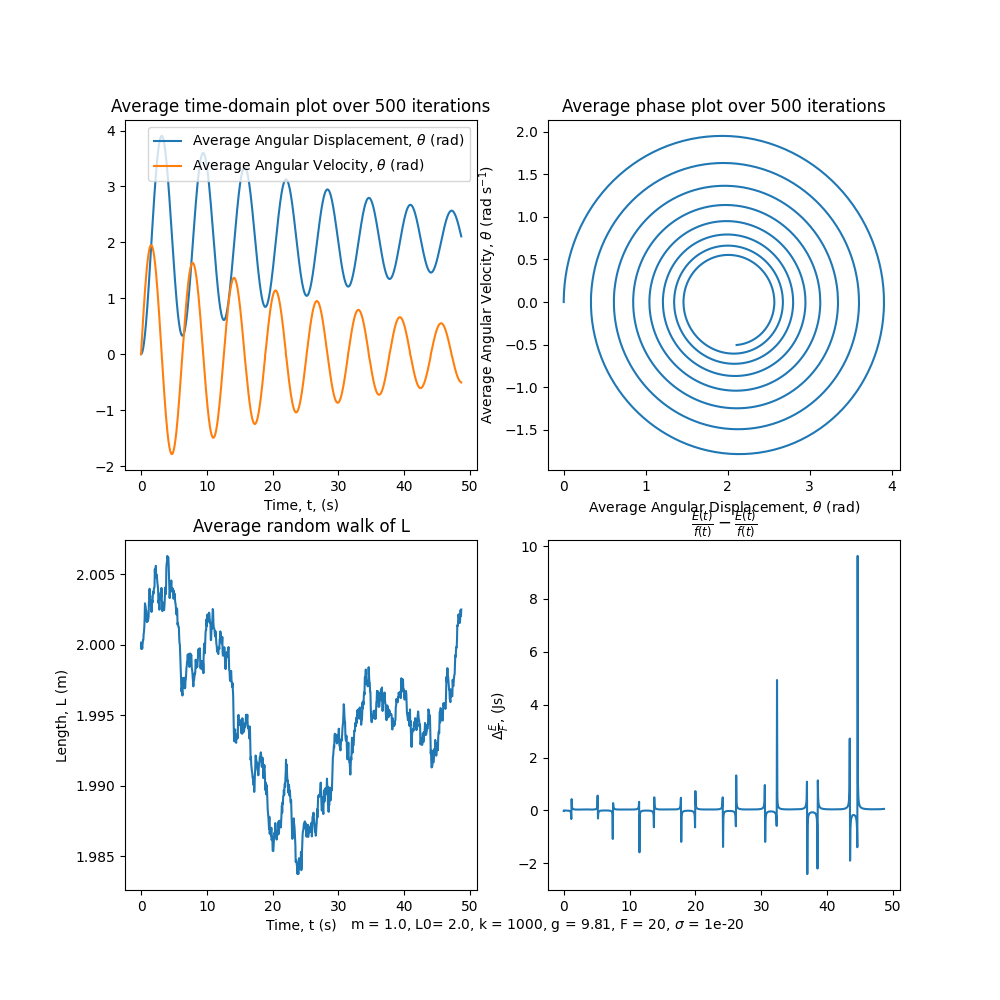 Average time-domain plot over 500 iterations
Average Angular Displacement, θ (rad)
Average Angular Velocity, θ (rad)
4
3
2
1
0
−1
−2
0 10 20 30 40 50
Time, t, (s)
Average phase plot over 500 iterations
Average Angular Velocity, θ (rad s⁻¹)
2.0
1.5
1.0
0.5
0.0
−0.5
−1.0
−1.5
0 1 2 3 4
Average Angular Displacement, θ (rad)
Average random walk of L
Length, L (m)
2.005
2.000
1.995
1.990
1.985
0 10 20 30 40 50
Time, t (s)
E(t)/f(t) − E(t)/f(t)
Δ E/F, (Js)
10
8
6
4
2
0
−2
0 10 20 30 40 50
m = 1.0, L0= 2.0, k = 1000, g = 9.81, F = 20, σ = 1e-20